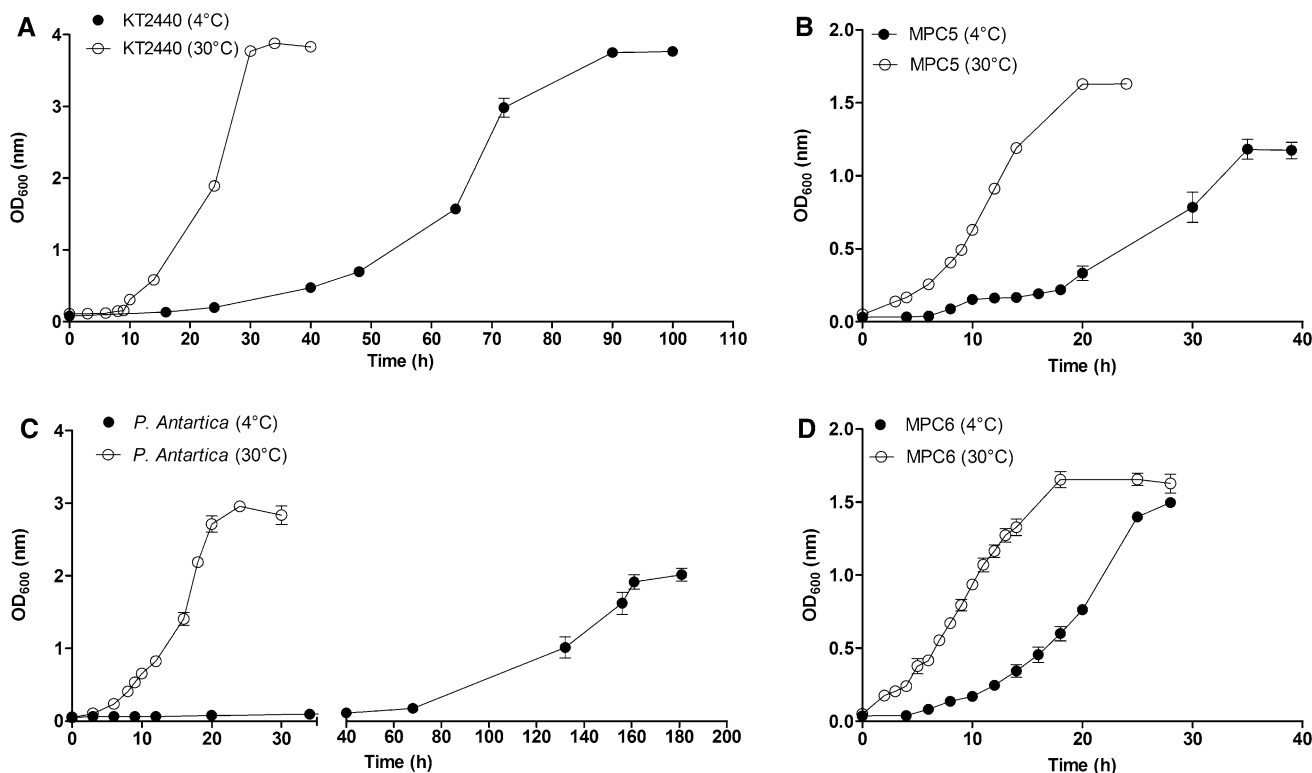 A
KT2440 (4°C)
KT2440 (30°C)
4
3
2
1
0
OD600 (nm)
0 10 20 30 40 50 60 70 80 90 100 110
Time (h)
B
MPC5 (4°C)
MPC5 (30°C)
2.0
1.5
1.0
0.5
0.0
OD600 (nm)
0 10 20 30 40
Time (h)
C
P. Antartica (4°C)
P. Antartica (30°C)
4
3
2
1
0
OD600 (nm)
0 10 20 30 40 60 80 100 120 140 160 180 200
Time (h)
D
MPC6 (4°C)
MPC6 (30°C)
2.0
1.5
1.0
0.5
0.0
OD600 (nm)
0 10 20 30 40
Time (h)